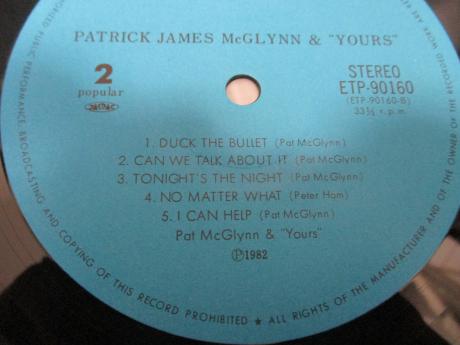 PATRICK JAMES McGLYNN & "YOURS"
2
popular
STEREO
ETP-90160
(ETP-90160-B)
33⅓ r.p.m.
1. DUCK THE BULLET (Pat McGlynn)
2. CAN WE TALK ABOUT IT (Pat McGlynn)
3. TONIGHT'S THE NIGHT (Pat McGlynn)
4. NO MATTER WHAT (Peter Ham)
5. I CAN HELP (Pat McGlynn)
Pat McGlynn & "Yours"
Ⓟ1982
PUBLIC PERFORMANCE, BROADCASTING AND COPYING OF THIS RECORD PROHIBITED ★ ALL RIGHTS OF THE MANUFACTURER AND OF THE OWNER OF THE RECORDED WORK